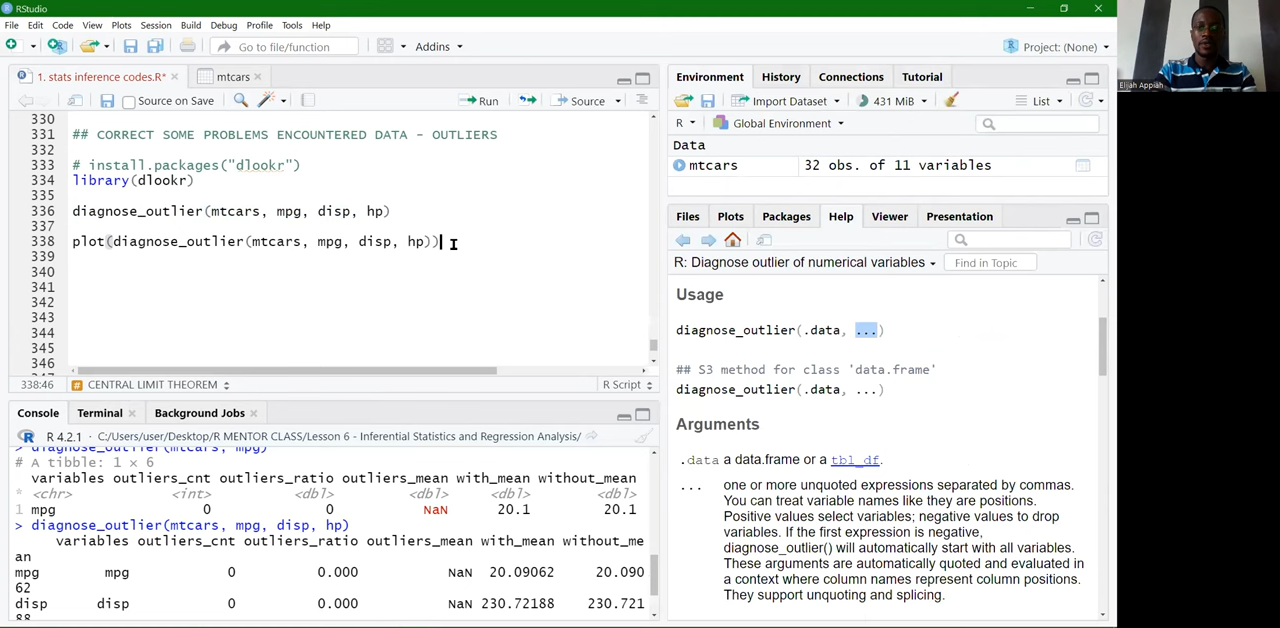 RStudio
File Edit Code View Plots Session Build Debug Profile Tools Help
Go to file/function Addins Project: (None)
1. stats inference codes.R* mtcars
Source on Save Run Source
330
331 ## CORRECT SOME PROBLEMS ENCOUNTERED DATA - OUTLIERS
332
333 # install.packages("dlookr")
334 library(dlookr)
335
336 diagnose_outlier(mtcars, mpg, disp, hp)
337
338 plot(diagnose_outlier(mtcars, mpg, disp, hp))
339
340
341
342
343
344
345
346
338:46 CENTRAL LIMIT THEOREM R Script
Console Terminal Background Jobs
R 4.2.1 · C:/Users/user/Desktop/R MENTOR CLASS/Lesson 6 - Inferential Statistics and Regression Analysis/
> diagnose_outlier(mtcars, mpg)
# A tibble: 1 × 6
variables outliers_cnt outliers_ratio outliers_mean with_mean without_mean
* <chr> <int> <dbl> <dbl> <dbl> <dbl>
1 mpg 0 0 NaN 20.1 20.1
> diagnose_outlier(mtcars, mpg, disp, hp)
variables outliers_cnt outliers_ratio outliers_mean with_mean without_me
an
mpg mpg 0 0.000 NaN 20.09062 20.090
62
disp disp 0 0.000 NaN 230.72188 230.721
88
Environment History Connections Tutorial
Import Dataset 431 MiB List
R Global Environment
Data
mtcars 32 obs. of 11 variables
Files Plots Packages Help Viewer Presentation
R: Diagnose outlier of numerical variables Find in Topic
Usage
diagnose_outlier(.data, ...)
## S3 method for class 'data.frame'
diagnose_outlier(.data, ...)
Arguments
.data a data.frame or a tbl_df.
... one or more unquoted expressions separated by commas.
You can treat variable names like they are positions.
Positive values select variables; negative values to drop
variables. If the first expression is negative,
diagnose_outlier() will automatically start with all variables.
These arguments are automatically quoted and evaluated in
a context where column names represent column positions.
They support unquoting and splicing.
Elijah Appiah